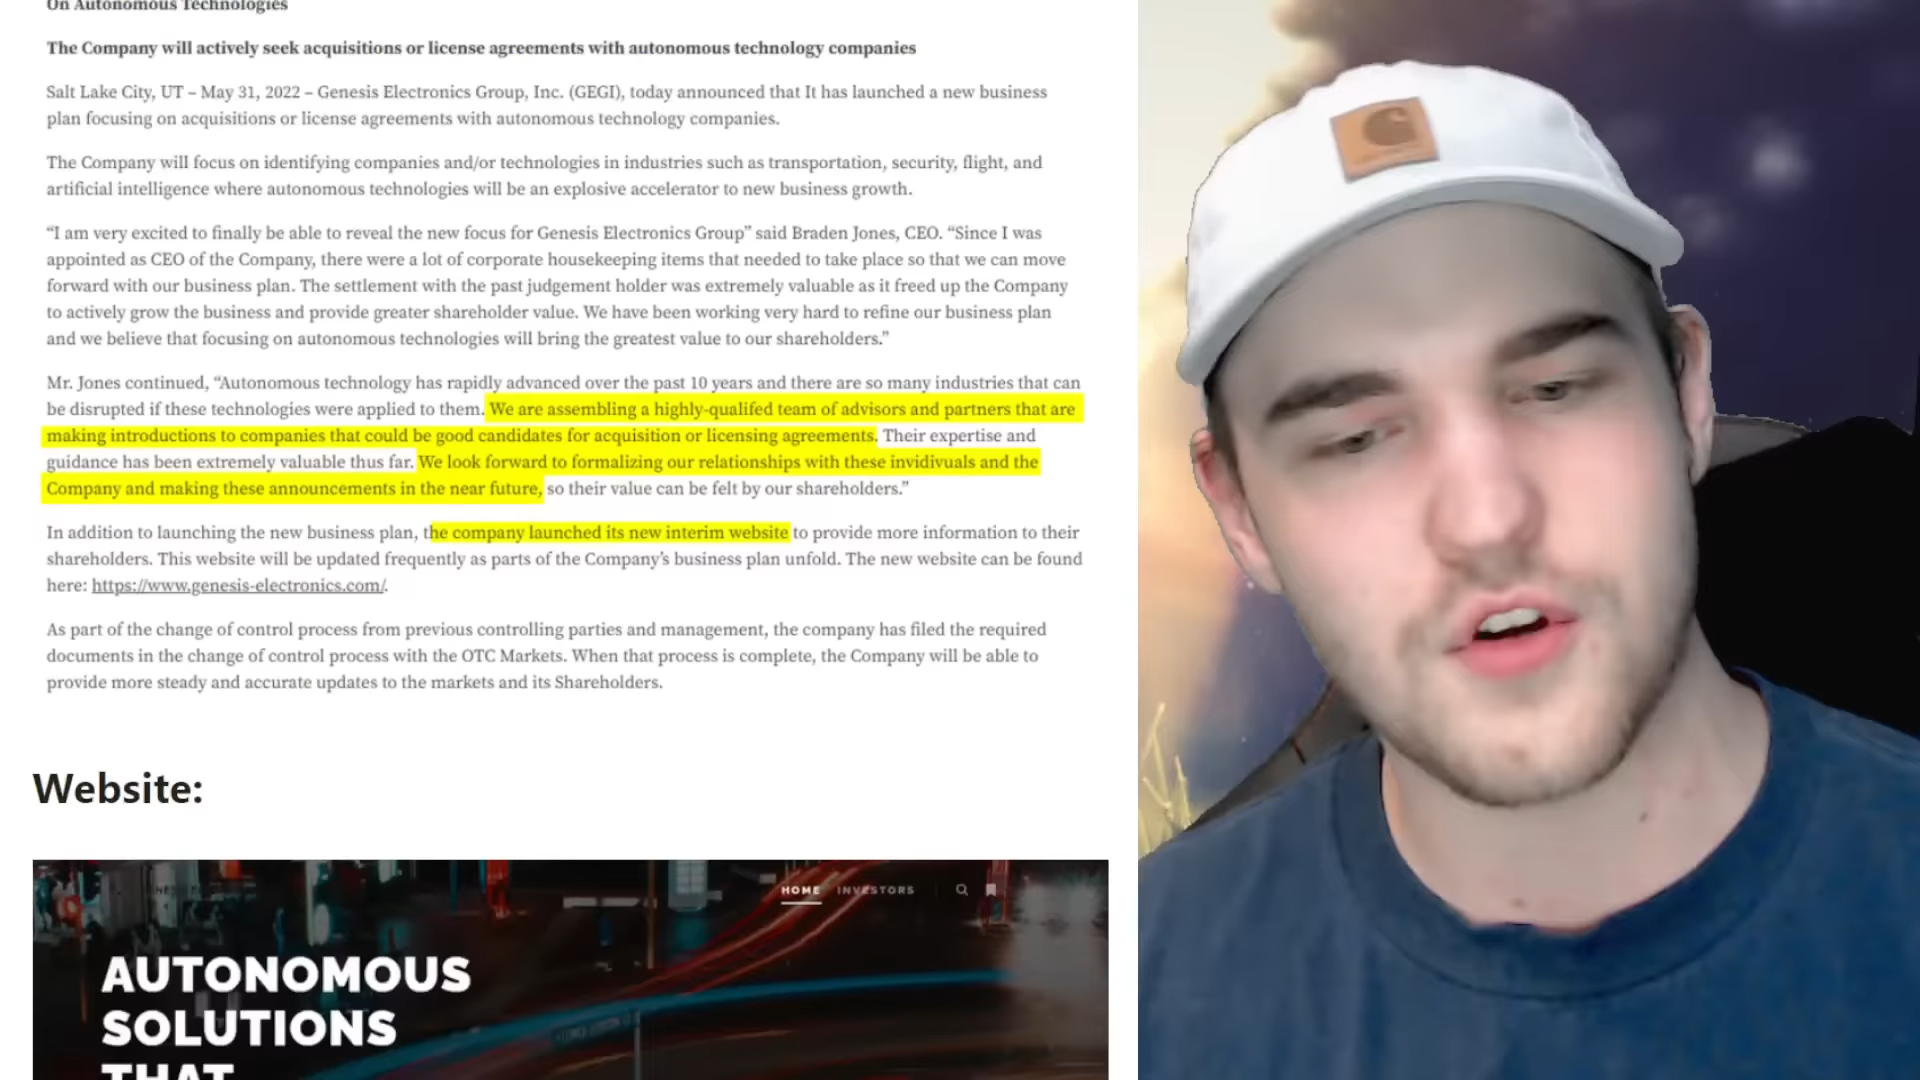 On Autonomous Technologies
The Company will actively seek acquisitions or license agreements with autonomous technology companies
Salt Lake City, UT – May 31, 2022 – Genesis Electronics Group, Inc. (GEGI), today announced that It has launched a new business
plan focusing on acquisitions or license agreements with autonomous technology companies.
The Company will focus on identifying companies and/or technologies in industries such as transportation, security, flight, and
artificial intelligence where autonomous technologies will be an explosive accelerator to new business growth.
“I am very excited to finally be able to reveal the new focus for Genesis Electronics Group” said Braden Jones, CEO. “Since I was
appointed as CEO of the Company, there were a lot of corporate housekeeping items that needed to take place so that we can move
forward with our business plan. The settlement with the past judgement holder was extremely valuable as it freed up the Company
to actively grow the business and provide greater shareholder value. We have been working very hard to refine our business plan
and we believe that focusing on autonomous technologies will bring the greatest value to our shareholders.”
Mr. Jones continued, “Autonomous technology has rapidly advanced over the past 10 years and there are so many industries that can
be disrupted if these technologies were applied to them. We are assembling a highly-qualifed team of advisors and partners that are
making introductions to companies that could be good candidates for acquisition or licensing agreements. Their expertise and
guidance has been extremely valuable thus far. We look forward to formalizing our relationships with these invidivuals and the
Company and making these announcements in the near future, so their value can be felt by our shareholders.”
In addition to launching the new business plan, the company launched its new interim website to provide more information to their
shareholders. This website will be updated frequently as parts of the Company’s business plan unfold. The new website can be found
here: https://www.genesis-electronics.com/.
As part of the change of control process from previous controlling parties and management, the company has filed the required
documents in the change of control process with the OTC Markets. When that process is complete, the Company will be able to
provide more steady and accurate updates to the markets and its Shareholders.
Website:
HOME INVESTORS
AUTONOMOUS
SOLUTIONS
THAT